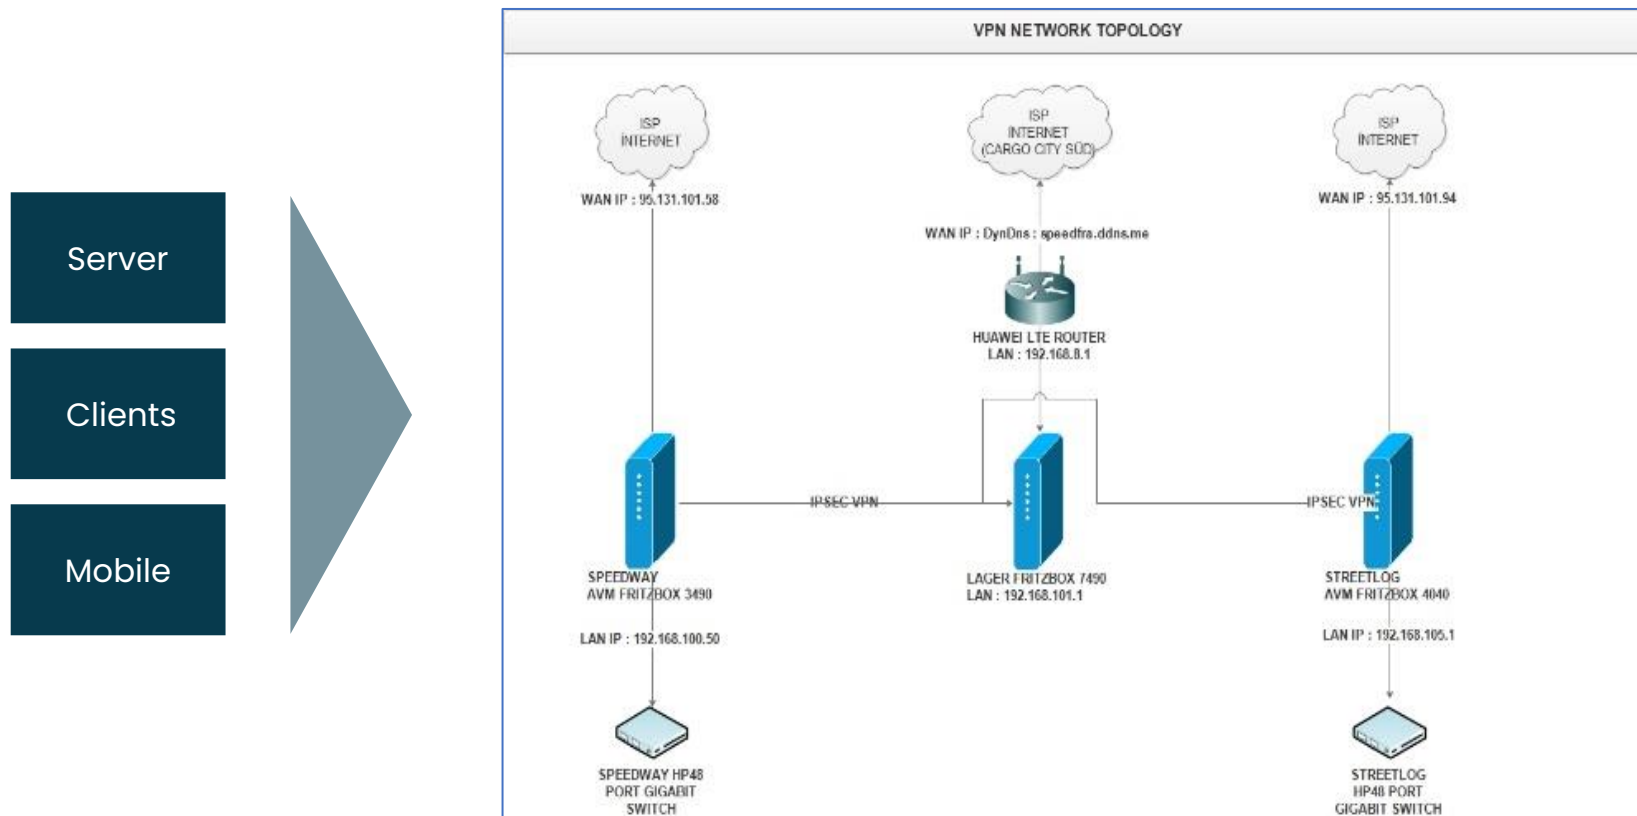 Server
Clients
Mobile
VPN NETWORK TOPOLOGY
ISP
İNTERNET
WAN IP : 95.131.101.58
ISP
İNTERNET
(CARGO CITY SÜD)
WAN IP : DynDns : speedfra.ddns.me
HUAWEI LTE ROUTER
LAN : 192.168.8.1
ISP
İNTERNET
WAN IP : 95.131.101.94
IPSEC VPN
IPSEC VPN
SPEEDWAY
AVM FRITZBOX 3490
LAN IP : 192.168.100.50
LAGER FRITZBOX 7490
LAN : 192.168.101.1
STREETLOG
AVM FRITZBOX 4040
LAN IP : 192.168.105.1
SPEEDWAY HP48
PORT GIGABIT
SWITCH
STREETLOG
HP48 PORT
GIGABIT SWITCH